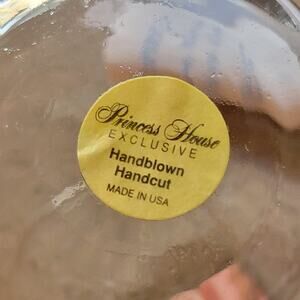 Princess House
EXCLUSIVE
Handblown
Handcut
MADE IN USA